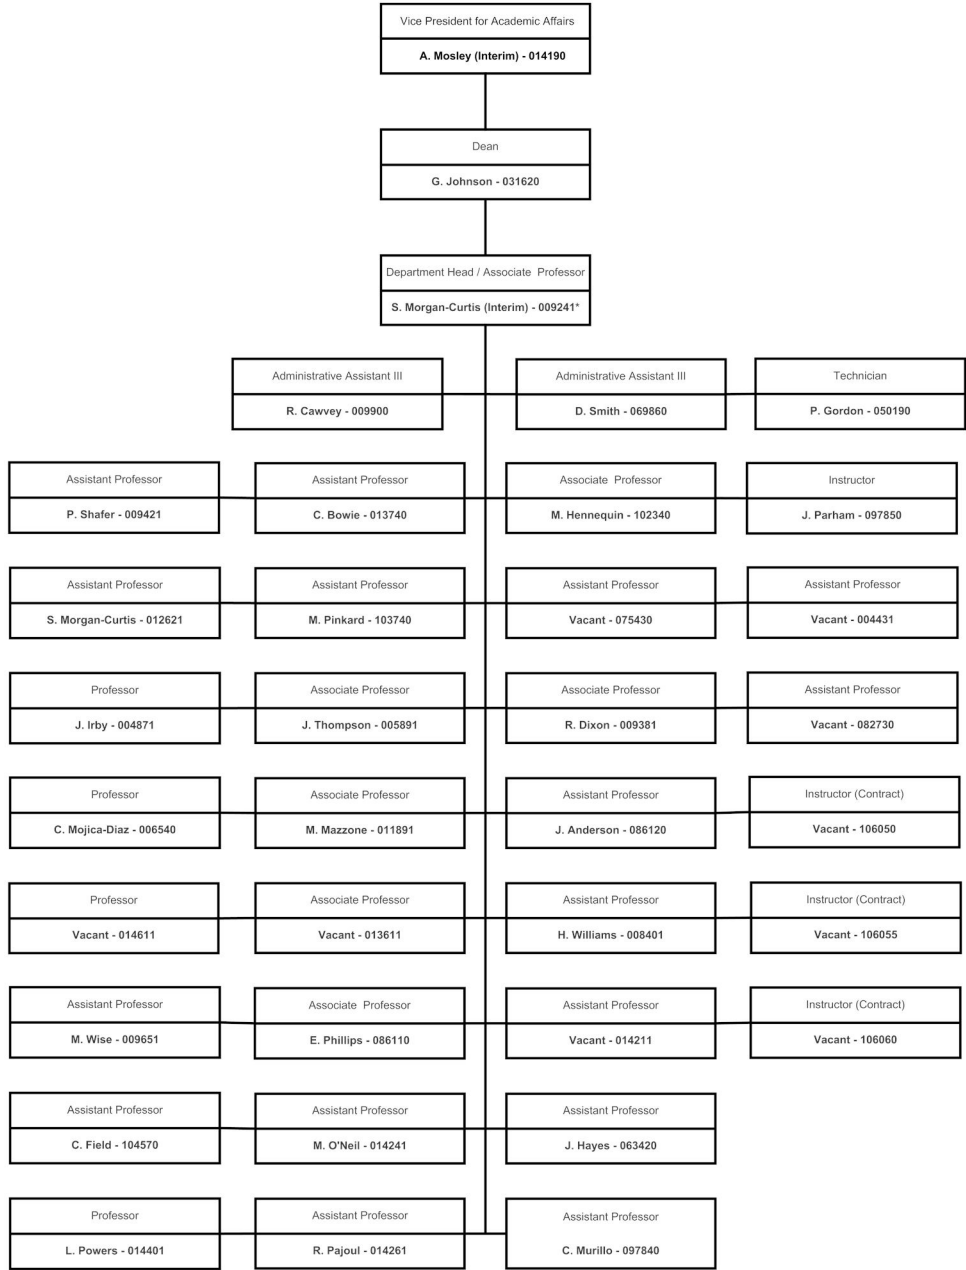 Vice President for Academic Affairs
A. Mosley (Interim) - 014190
Dean
G. Johnson - 031620
Department Head / Associate Professor
S. Morgan-Curtis (Interim) - 009241*
Administrative Assistant III
R. Cawvey - 009900
Administrative Assistant III
D. Smith - 069860
Technician
P. Gordon - 050190
Assistant Professor
P. Shafer - 009421
Assistant Professor
C. Bowie - 013740
Associate Professor
M. Hennequin - 102340
Instructor
J. Parham - 097850
Assistant Professor
S. Morgan-Curtis - 012621
Assistant Professor
M. Pinkard - 103740
Assistant Professor
Vacant - 075430
Assistant Professor
Vacant - 004431
Professor
J. Irby - 004871
Associate Professor
J. Thompson - 005891
Associate Professor
R. Dixon - 009381
Assistant Professor
Vacant - 082730
Professor
C. Mojica-Diaz - 006540
Associate Professor
M. Mazzone - 011891
Assistant Professor
J. Anderson - 086120
Instructor (Contract)
Vacant - 106050
Professor
Vacant - 014611
Associate Professor
Vacant - 013611
Assistant Professor
H. Williams - 008401
Instructor (Contract)
Vacant - 106055
Assistant Professor
M. Wise - 009651
Associate Professor
E. Phillips - 086110
Assistant Professor
Vacant - 014211
Instructor (Contract)
Vacant - 106060
Assistant Professor
C. Field - 104570
Assistant Professor
M. O'Neil - 014241
Assistant Professor
J. Hayes - 063420
Professor
L. Powers - 014401
Assistant Professor
R. Pajoul - 014261
Assistant Professor
C. Murillo - 097840